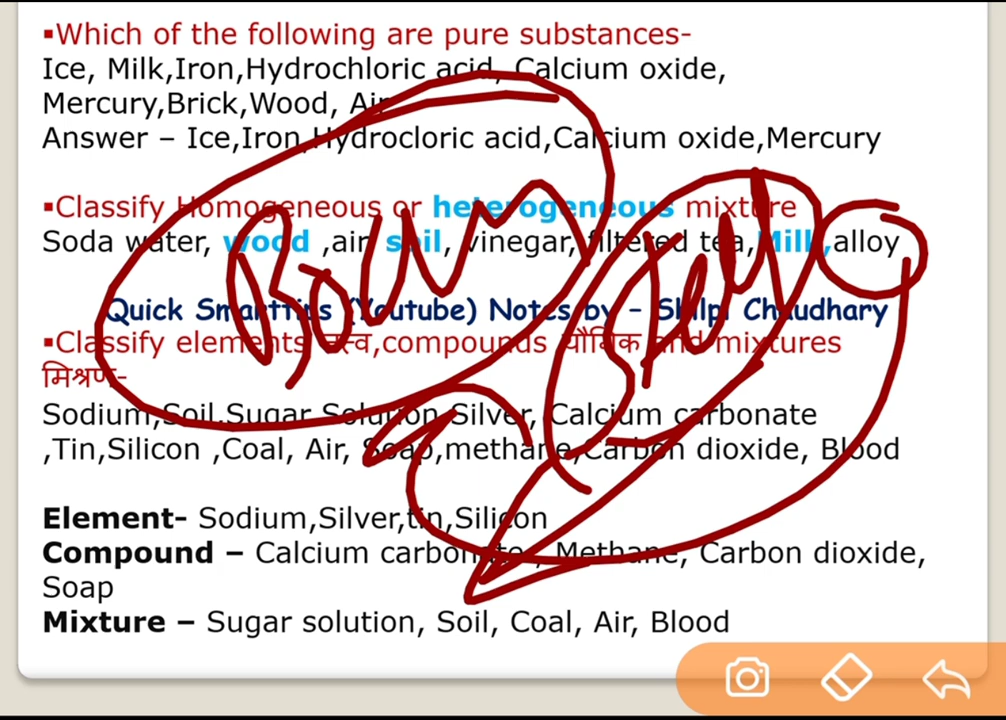 ▪Which of the following are pure substances-
Ice, Milk,Iron,Hydrochloric acid, Calcium oxide,
Mercury,Brick,Wood, Air
Answer – Ice,Iron,Hydrocloric acid,Calcium oxide,Mercury
▪Classify Homogeneous or heterogeneous mixture
Soda water, wood ,air, soil, vinegar, filtered tea,Milk,alloy
Quick Smarttips (Youtube) Notes by - Shilpi Chaudhary
▪Classify elements तत्व,compounds यौगिक and mixtures
मिश्रण-
Sodium,Soil,Sugar Solution,Silver, Calcium carbonate
,Tin,Silicon ,Coal, Air, Soap,methane,Carbon dioxide, Blood
Element- Sodium,Silver,tin,Silicon
Compound – Calcium carbonate, Methane, Carbon dioxide,
Soap
Mixture – Sugar solution, Soil, Coal, Air, Blood